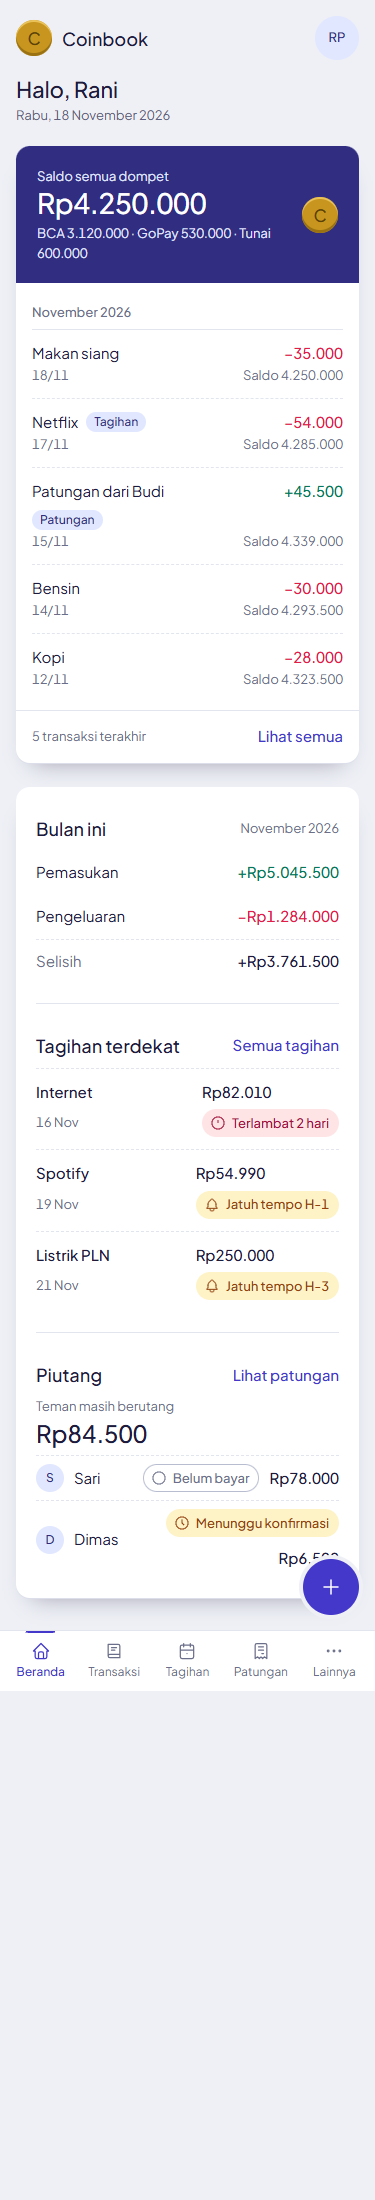 C Coinbook RP
Halo, Rani
Rabu, 18 November 2026
Saldo semua dompet
Rp4.250.000
C
BCA 3.120.000 · GoPay 530.000 · Tunai
600.000
November 2026
Makan siang −35.000
18/11 Saldo 4.250.000
Netflix Tagihan −54.000
17/11 Saldo 4.285.000
Patungan dari Budi +45.500
Patungan
15/11 Saldo 4.339.000
Bensin −30.000
14/11 Saldo 4.293.500
Kopi −28.000
12/11 Saldo 4.323.500
5 transaksi terakhir Lihat semua
Bulan ini November 2026
Pemasukan +Rp5.045.500
Pengeluaran −Rp1.284.000
Selisih +Rp3.761.500
Tagihan terdekat Semua tagihan
Internet Rp82.010
16 Nov Terlambat 2 hari
Spotify Rp54.990
19 Nov Jatuh tempo H-1
Listrik PLN Rp250.000
21 Nov Jatuh tempo H-3
Piutang Lihat patungan
Teman masih berutang
Rp84.500
S Sari Belum bayar Rp78.000
Menunggu konfirmasi
D Dimas
Beranda Transaksi Tagihan Patungan Lainnya